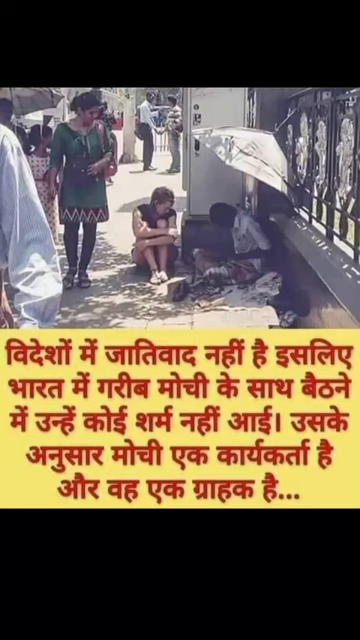 विदेशों में जातिवाद नहीं है इसलिए
भारत में गरीब मोची के साथ बैठने
में उन्हें कोई शर्म नहीं आई। उसके
अनुसार मोची एक कार्यकर्ता है
और वह एक ग्राहक है...